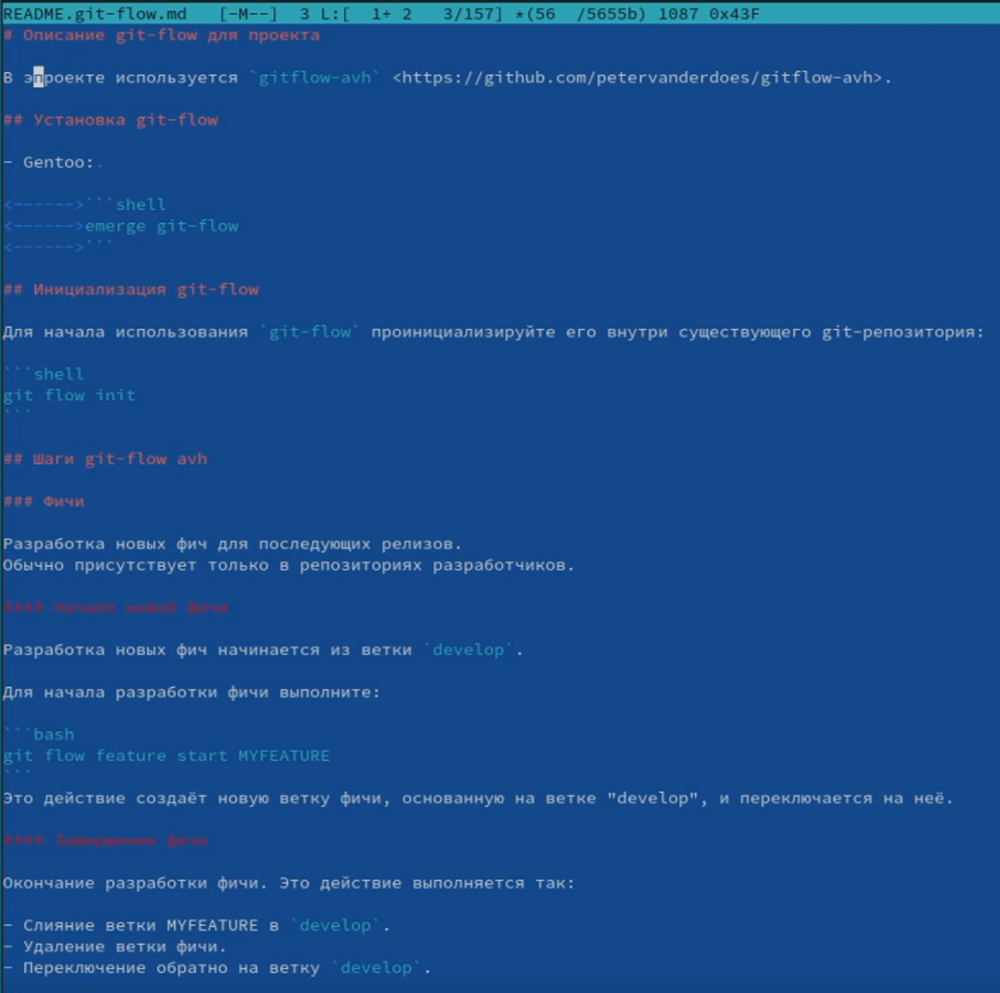 README.git-flow.md   [-M--]  3 L:[  1+ 2   3/157] *(56  /5655b) 1087 0x43F
# Описание git-flow для проекта
В эпроекте используется `gitflow-avh` <https://github.com/petervanderdoes/gitflow-avh>.
## Установка git-flow
- Gentoo:.
<------>```shell
<------>emerge git-flow
<------>```
## Инициализация git-flow
Для начала использования `git-flow` проинициализируйте его внутри существующего git-репозитория:
```shell
git flow init
```
## Шаги git-flow avh
### Фичи
Разработка новых фич для последующих релизов.
Обычно присутствует только в репозиториях разработчиков.
#### Начало новой фичи
Разработка новых фич начинается из ветки `develop`.
Для начала разработки фичи выполните:
```bash
git flow feature start MYFEATURE
```
Это действие создаёт новую ветку фичи, основанную на ветке "develop", и переключается на неё.
#### Завершение фичи
Окончание разработки фичи. Это действие выполняется так:
- Слияние ветки MYFEATURE в `develop`.
- Удаление ветки фичи.
- Переключение обратно на ветку `develop`.